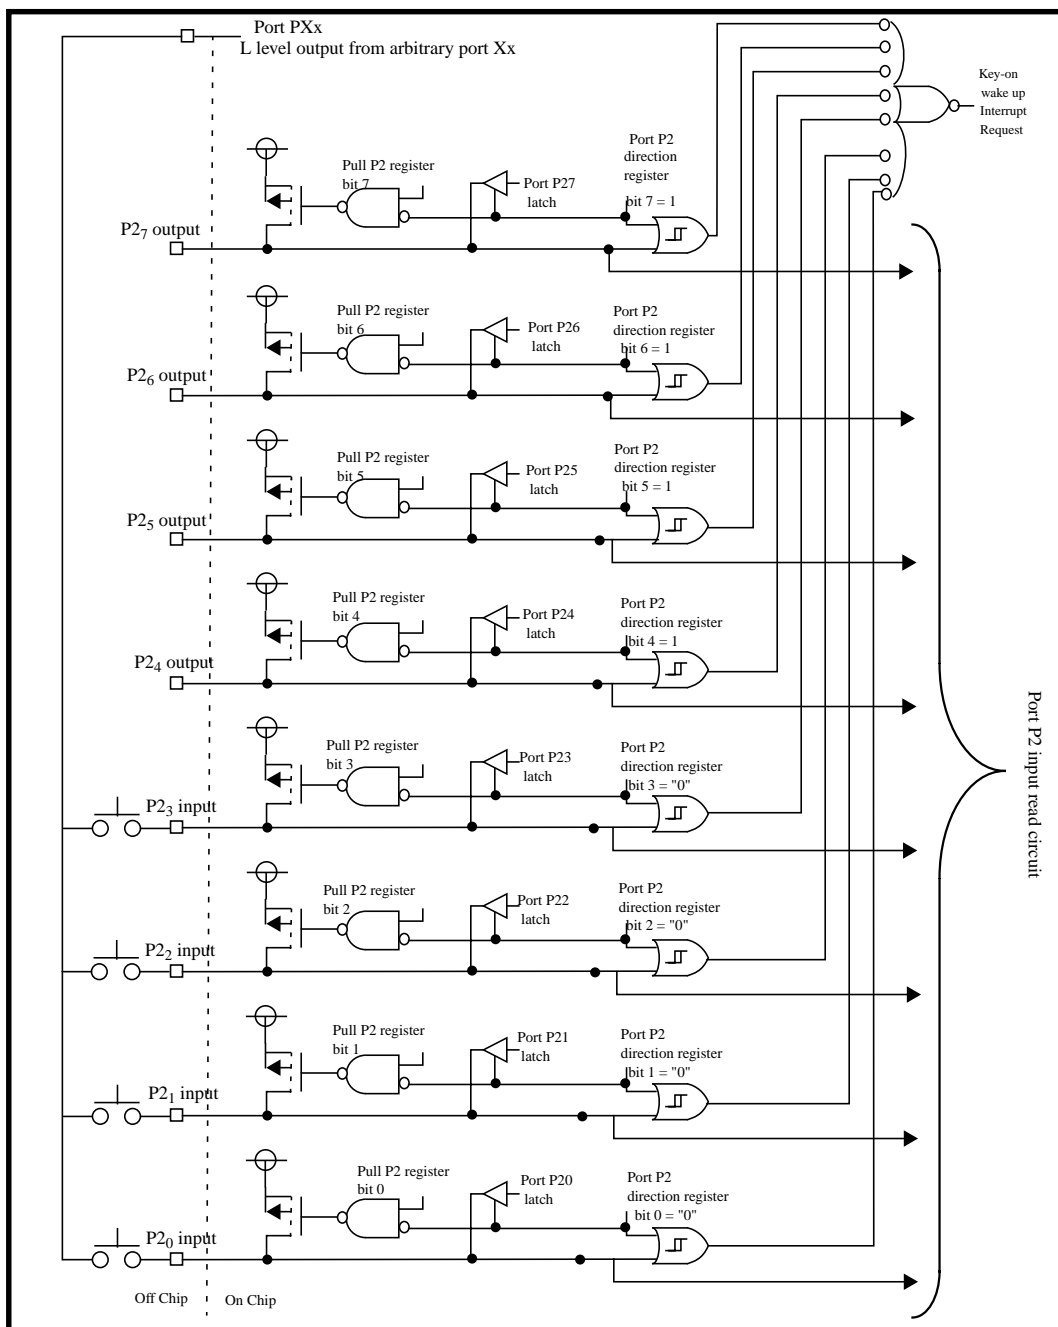 Port PXx
L level output from arbitrary port Xx
Key-on
wake up
Interrupt
Request
Pull P2 register
bit 7
Port P27
latch
Port P2
direction
register
bit 7 = 1
P27 output
Pull P2 register
bit 6
Port P26
latch
Port P2
direction register
bit 6 = 1
P26 output
Pull P2 register
bit 5
Port P25
latch
Port P2
direction register
bit 5 = 1
P25 output
Pull P2 register
bit 4
Port P24
latch
Port P2
direction register
bit 4 = 1
P24 output
Pull P2 register
bit 3
Port P23
latch
Port P2
direction register
bit 3 = "0"
P23 input
Pull P2 register
bit 2
Port P22
latch
Port P2
direction register
bit 2 = "0"
P22 input
Pull P2 register
bit 1
Port P21
latch
Port P2
direction register
bit 1 = "0"
P21 input
Pull P2 register
bit 0
Port P20
latch
Port P2
direction register
bit 0 = "0"
P20 input
Port P2 input read circuit
Off Chip
On Chip